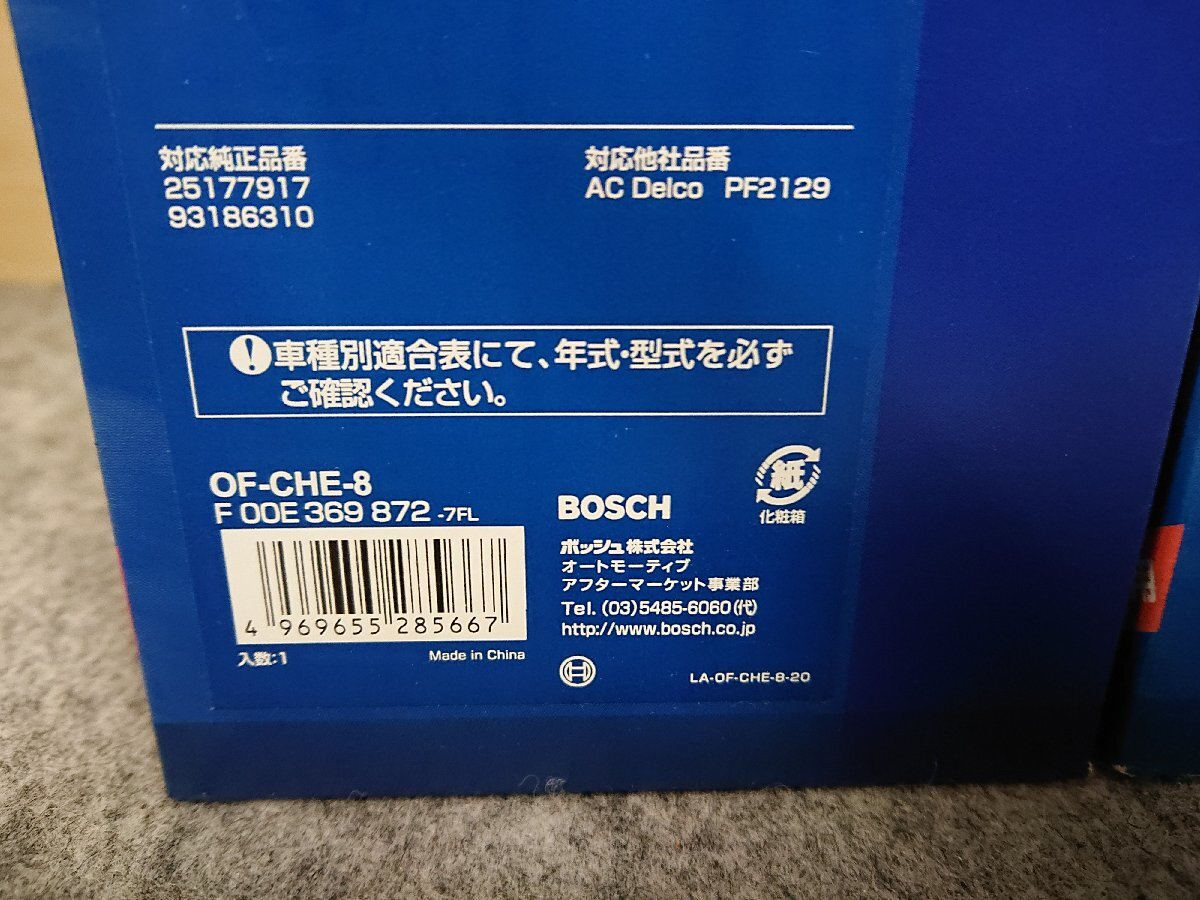 対応純正品番
25177917
93186310
対応他社品番
AC Delco PF2129
!車種別適合表にて、年式・型式を必ず
ご確認ください。
OF-CHE-8
F 00E 369 872 -7FL
4 969655 285667
入数:1
Made in China
紙
化粧箱
BOSCH
ボッシュ株式会社
オートモーティブ
アフターマーケット事業部
Tel. (03)5485-6060(代)
http://www.bosch.co.jp
LA-OF-CHE-8-20